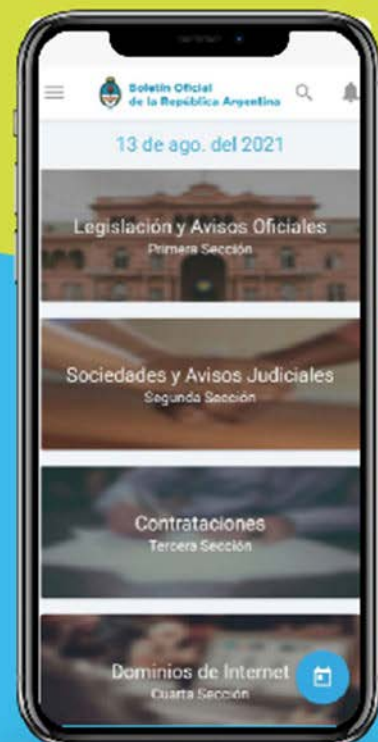 Boletín Oficial
de la República Argentina
13 de ago. del 2021
Legislación y Avisos Oficiales
Primera Sección
Sociedades y Avisos Judiciales
Segunda Sección
Contrataciones
Tercera Sección
Dominios de Internet
Cuarta Sección